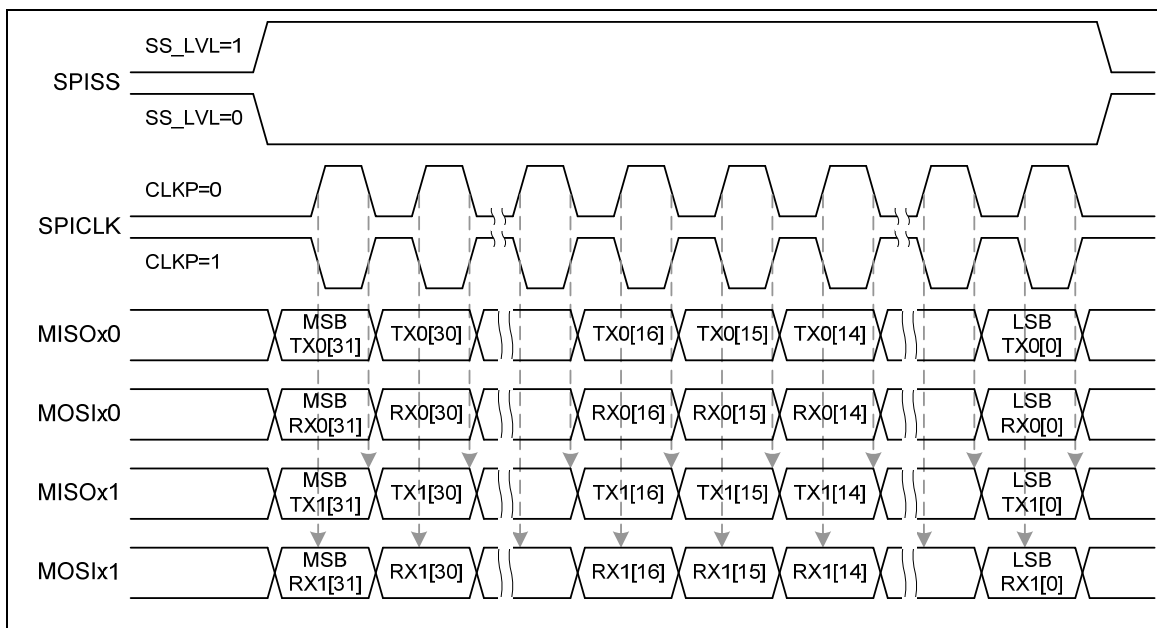 SS_LVL=1
SPISS
SS_LVL=0
CLKP=0
SPICLK
CLKP=1
MISOx0
MSB
TX0[31]
TX0[30]
TX0[16]
TX0[15]
TX0[14]
LSB
TX0[0]
MOSIx0
MSB
RX0[31]
RX0[30]
RX0[16]
RX0[15]
RX0[14]
LSB
RX0[0]
MISOx1
MSB
TX1[31]
TX1[30]
TX1[16]
TX1[15]
TX1[14]
LSB
TX1[0]
MOSIx1
MSB
RX1[31]
RX1[30]
RX1[16]
RX1[15]
RX1[14]
LSB
RX1[0]